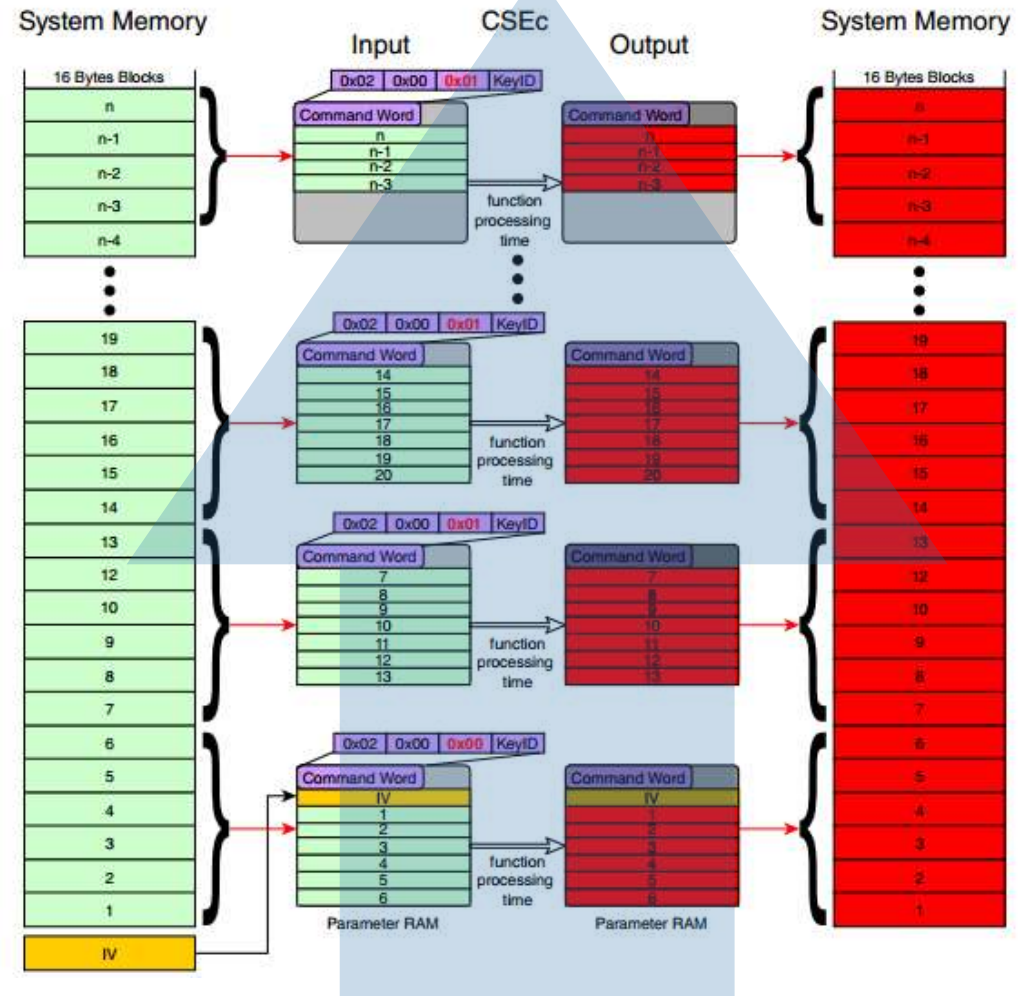 System Memory
CSEc
System Memory
Input
Output
16 Bytes Blocks
n
n-1
n-2
n-3
n-4
19
18
17
16
15
14
13
12
10
9
8
7
6
5
4
3
2
1
IV
0x02 0x00 0x01 KeyID
Command Word
n
n-1
n-2
n-3
function
processing
time
Command Word
n
n-1
n-2
n-3
0x02 0x00 0x01 KeyID
Command Word
14
15
16
17
18
19
20
function
processing
time
Command Word
14
15
16
17
18
19
20
0x02 0x00 0x01 KeyID
Command Word
7
8
9
10
11
12
13
function
processing
time
Command Word
7
8
9
10
11
12
13
0x02 0x00 0x00 KeyID
Command Word
IV
1
2
3
4
5
6
Parameter RAM
function
processing
time
Command Word
IV
1
2
3
4
5
6
Parameter RAM
16 Bytes Blocks
n
n-1
n-2
n-3
n-4
19
18
17
16
15
14
13
12
10
9
8
7
6
5
4
3
2
1